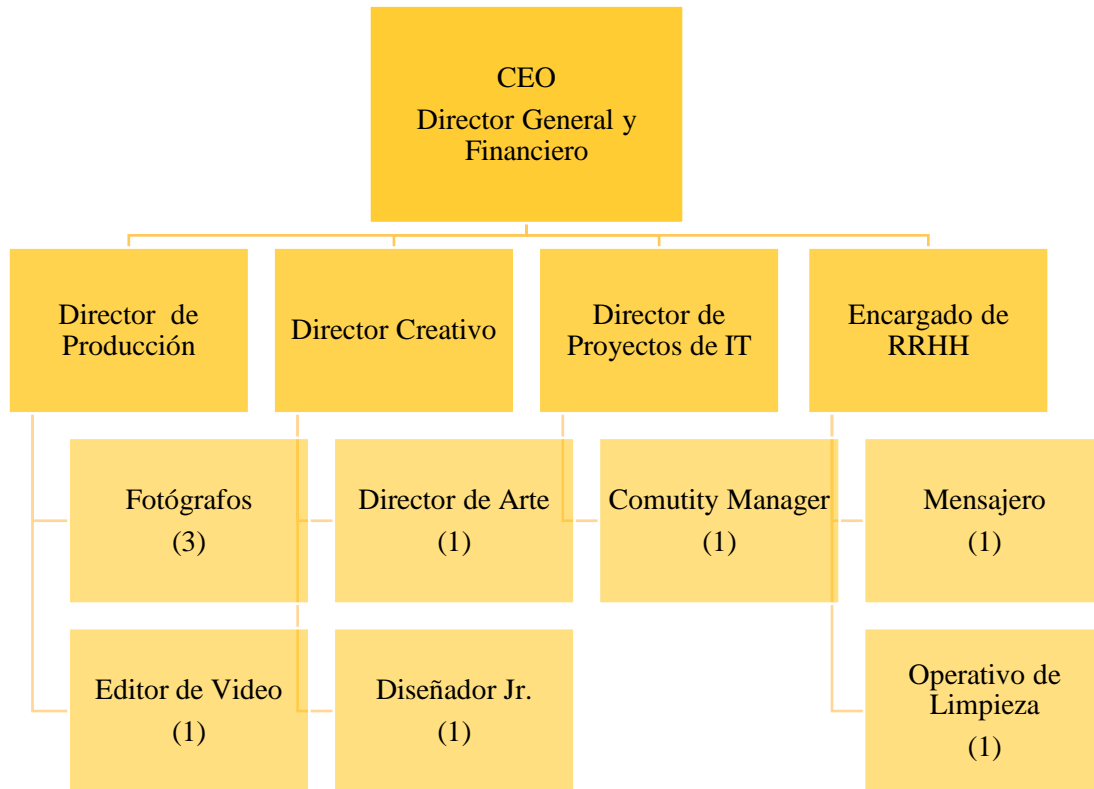 CEO
Director General y
Financiero
Director de
Producción
Director Creativo
Director de
Proyectos de IT
Encargado de
RRHH
Fotógrafos
(3)
Director de Arte
(1)
Comutity Manager
(1)
Mensajero
(1)
Editor de Video
(1)
Diseñador Jr.
(1)
Operativo de
Limpieza
(1)